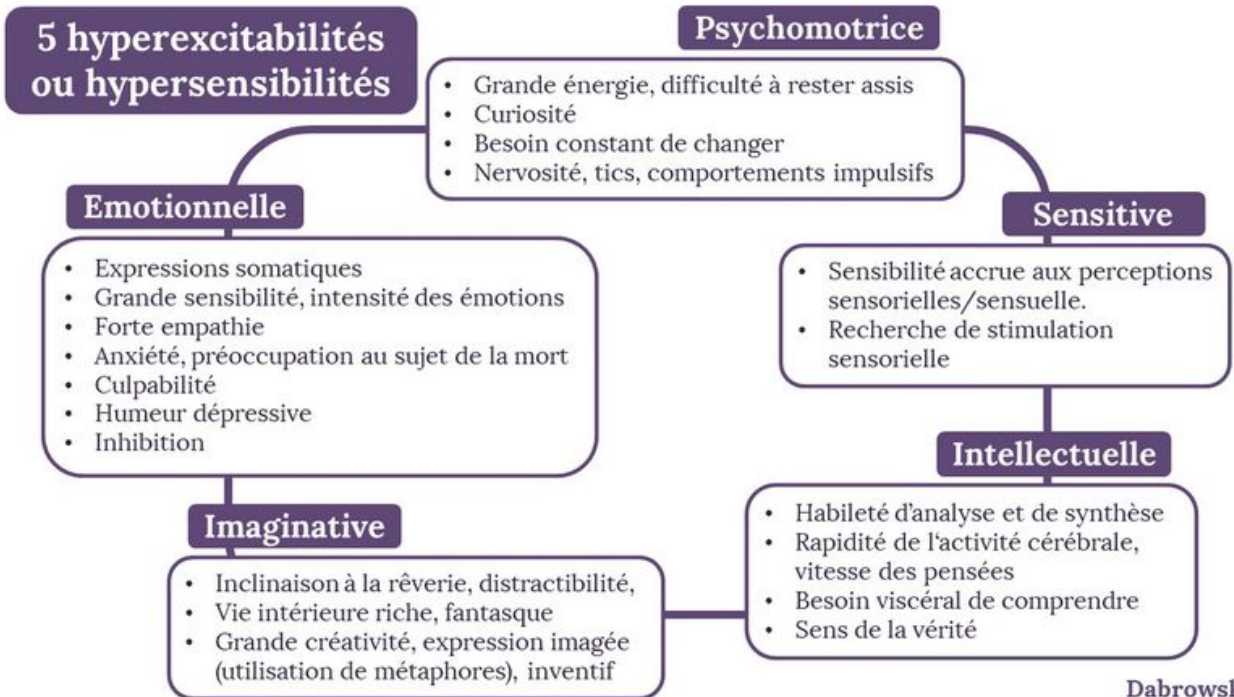 5 hyperexcitabilités
ou hypersensibilités
Psychomotrice
• Grande énergie, difficulté à rester assis
• Curiosité
• Besoin constant de changer
• Nervosité, tics, comportements impulsifs
Emotionnelle
• Expressions somatiques
• Grande sensibilité, intensité des émotions
• Forte empathie
• Anxiété, préoccupation au sujet de la mort
• Culpabilité
• Humeur dépressive
• Inhibition
Sensitive
• Sensibilité accrue aux perceptions
sensorielles/sensuelle.
• Recherche de stimulation
sensorielle
Intellectuelle
• Habileté d’analyse et de synthèse
• Rapidité de l‘activité cérébrale,
vitesse des pensées
• Besoin viscéral de comprendre
• Sens de la vérité
Imaginative
• Inclinaison à la rêverie, distractibilité,
• Vie intérieure riche, fantasque
• Grande créativité, expression imagée
(utilisation de métaphores), inventif
Dabrowsl